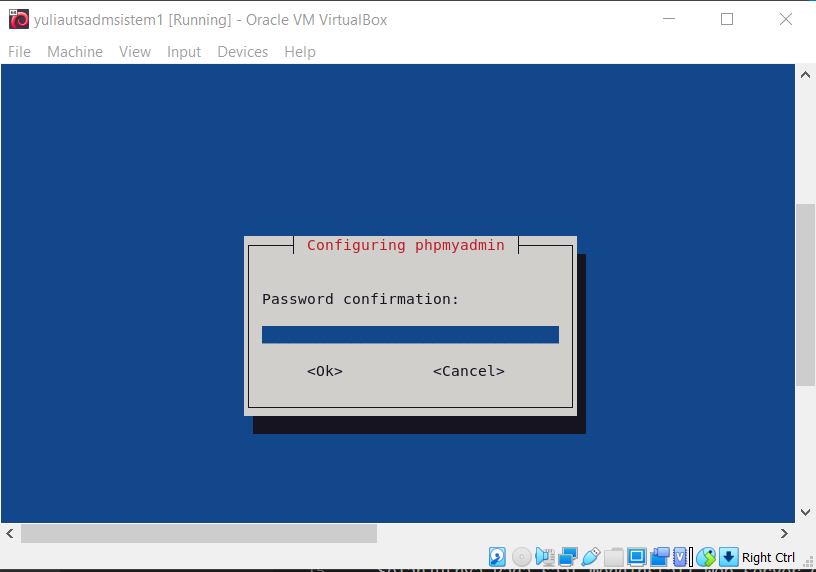 yuliautsadmsistem1 [Running] - Oracle VM VirtualBox
File Machine View Input Devices Help
Configuring phpmyadmin
Password confirmation:
<Ok> <Cancel>
Right Ctrl